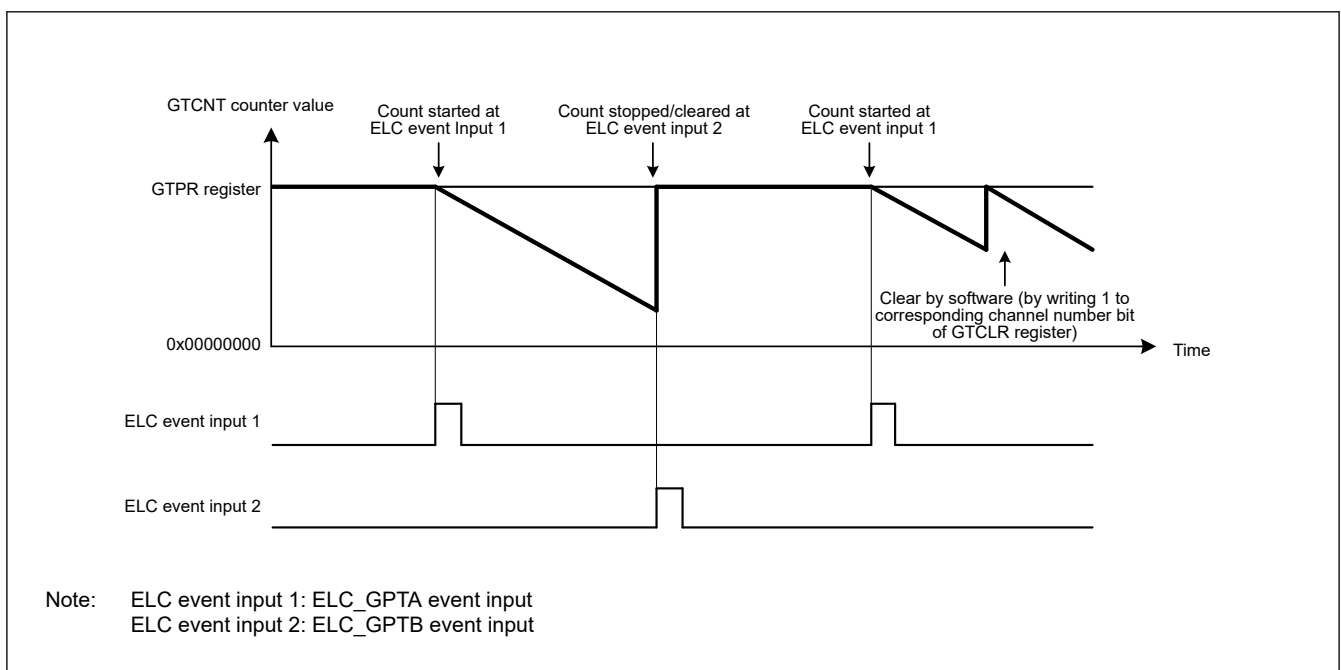 GTCNT counter value
Count started at
ELC event Input 1
Count stopped/cleared at
ELC event input 2
Count started at
ELC event input 1
GTPR register
Clear by software (by writing 1 to
corresponding channel number bit
of GTCLR register)
0x00000000
Time
ELC event input 1
ELC event input 2
Note: ELC event input 1: ELC_GPTA event input
ELC event input 2: ELC_GPTB event input